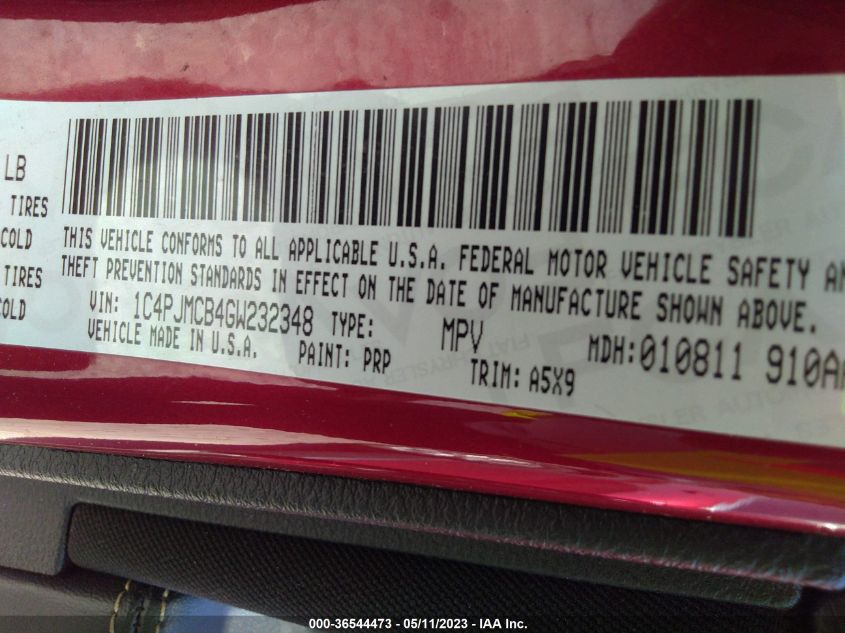 LB
TIRES
COLD
TIRES
COLD
THIS VEHICLE CONFORMS TO ALL APPLICABLE U.S.A. FEDERAL MOTOR VEHICLE SAFETY
THEFT PREVENTION STANDARDS IN EFFECT ON THE DATE OF MANUFACTURE SHOWN ABOVE.
VIN: 1C4PJMCB4GW232348 TYPE: MPV MDH:010811 910A
VEHICLE MADE IN U.S.A. PAINT: PRP TRIM: A5X9
000-36544473 - 05/11/2023 - IAA Inc.